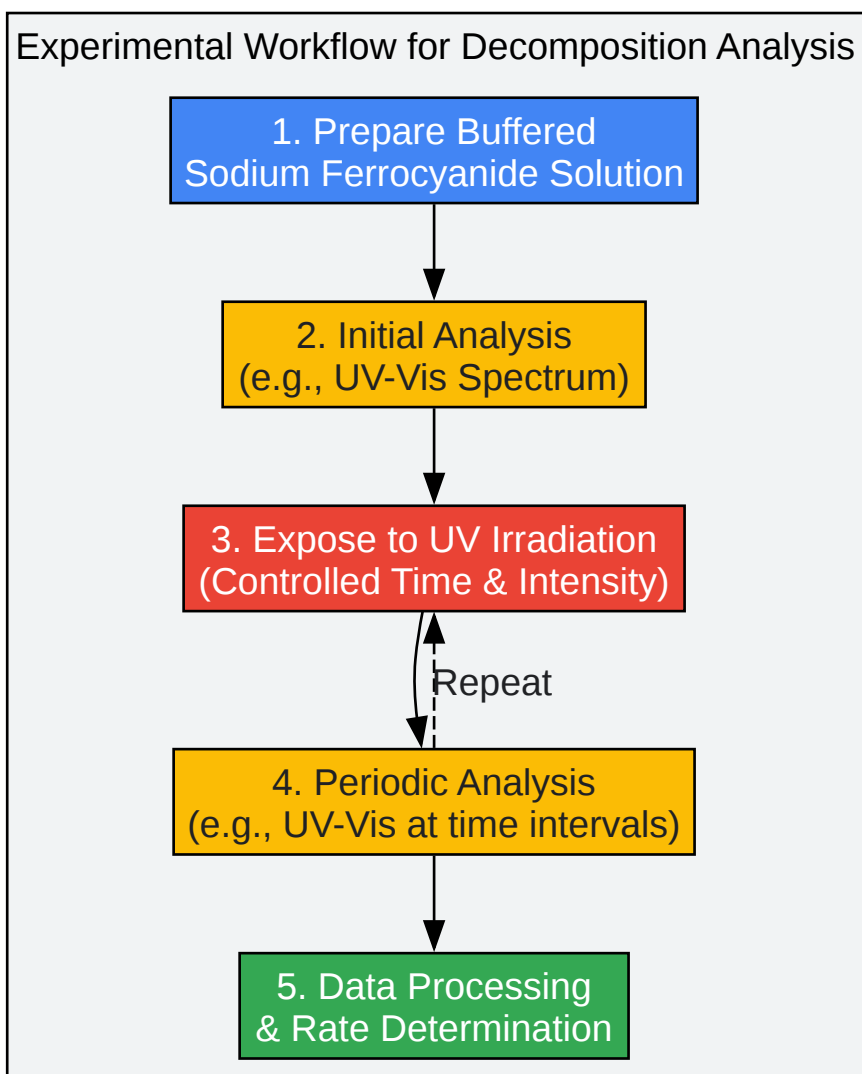 Experimental Workflow for Decomposition Analysis
1. Prepare Buffered
Sodium Ferrocyanide Solution
2. Initial Analysis
(e.g., UV-Vis Spectrum)
3. Expose to UV Irradiation
(Controlled Time & Intensity)
Repeat
4. Periodic Analysis
(e.g., UV-Vis at time intervals)
5. Data Processing
& Rate Determination